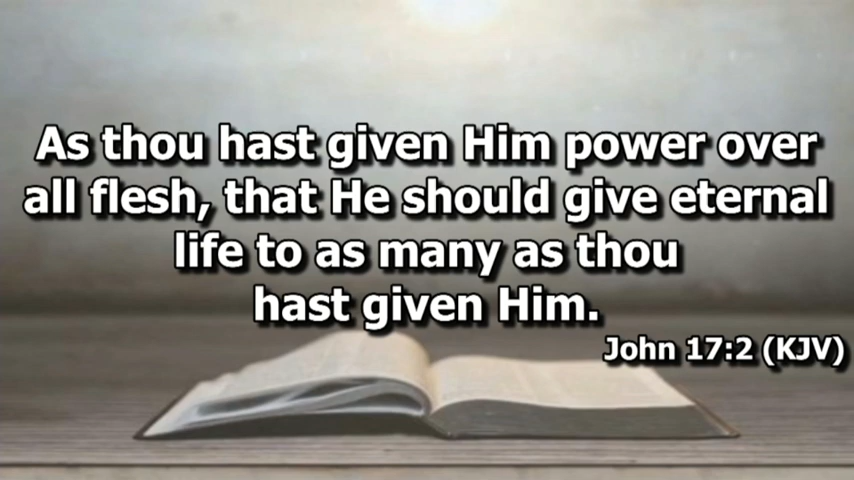 As thou hast given Him power over
all flesh, that He should give eternal
life to as many as thou
hast given Him.
John 17:2 (KJV)